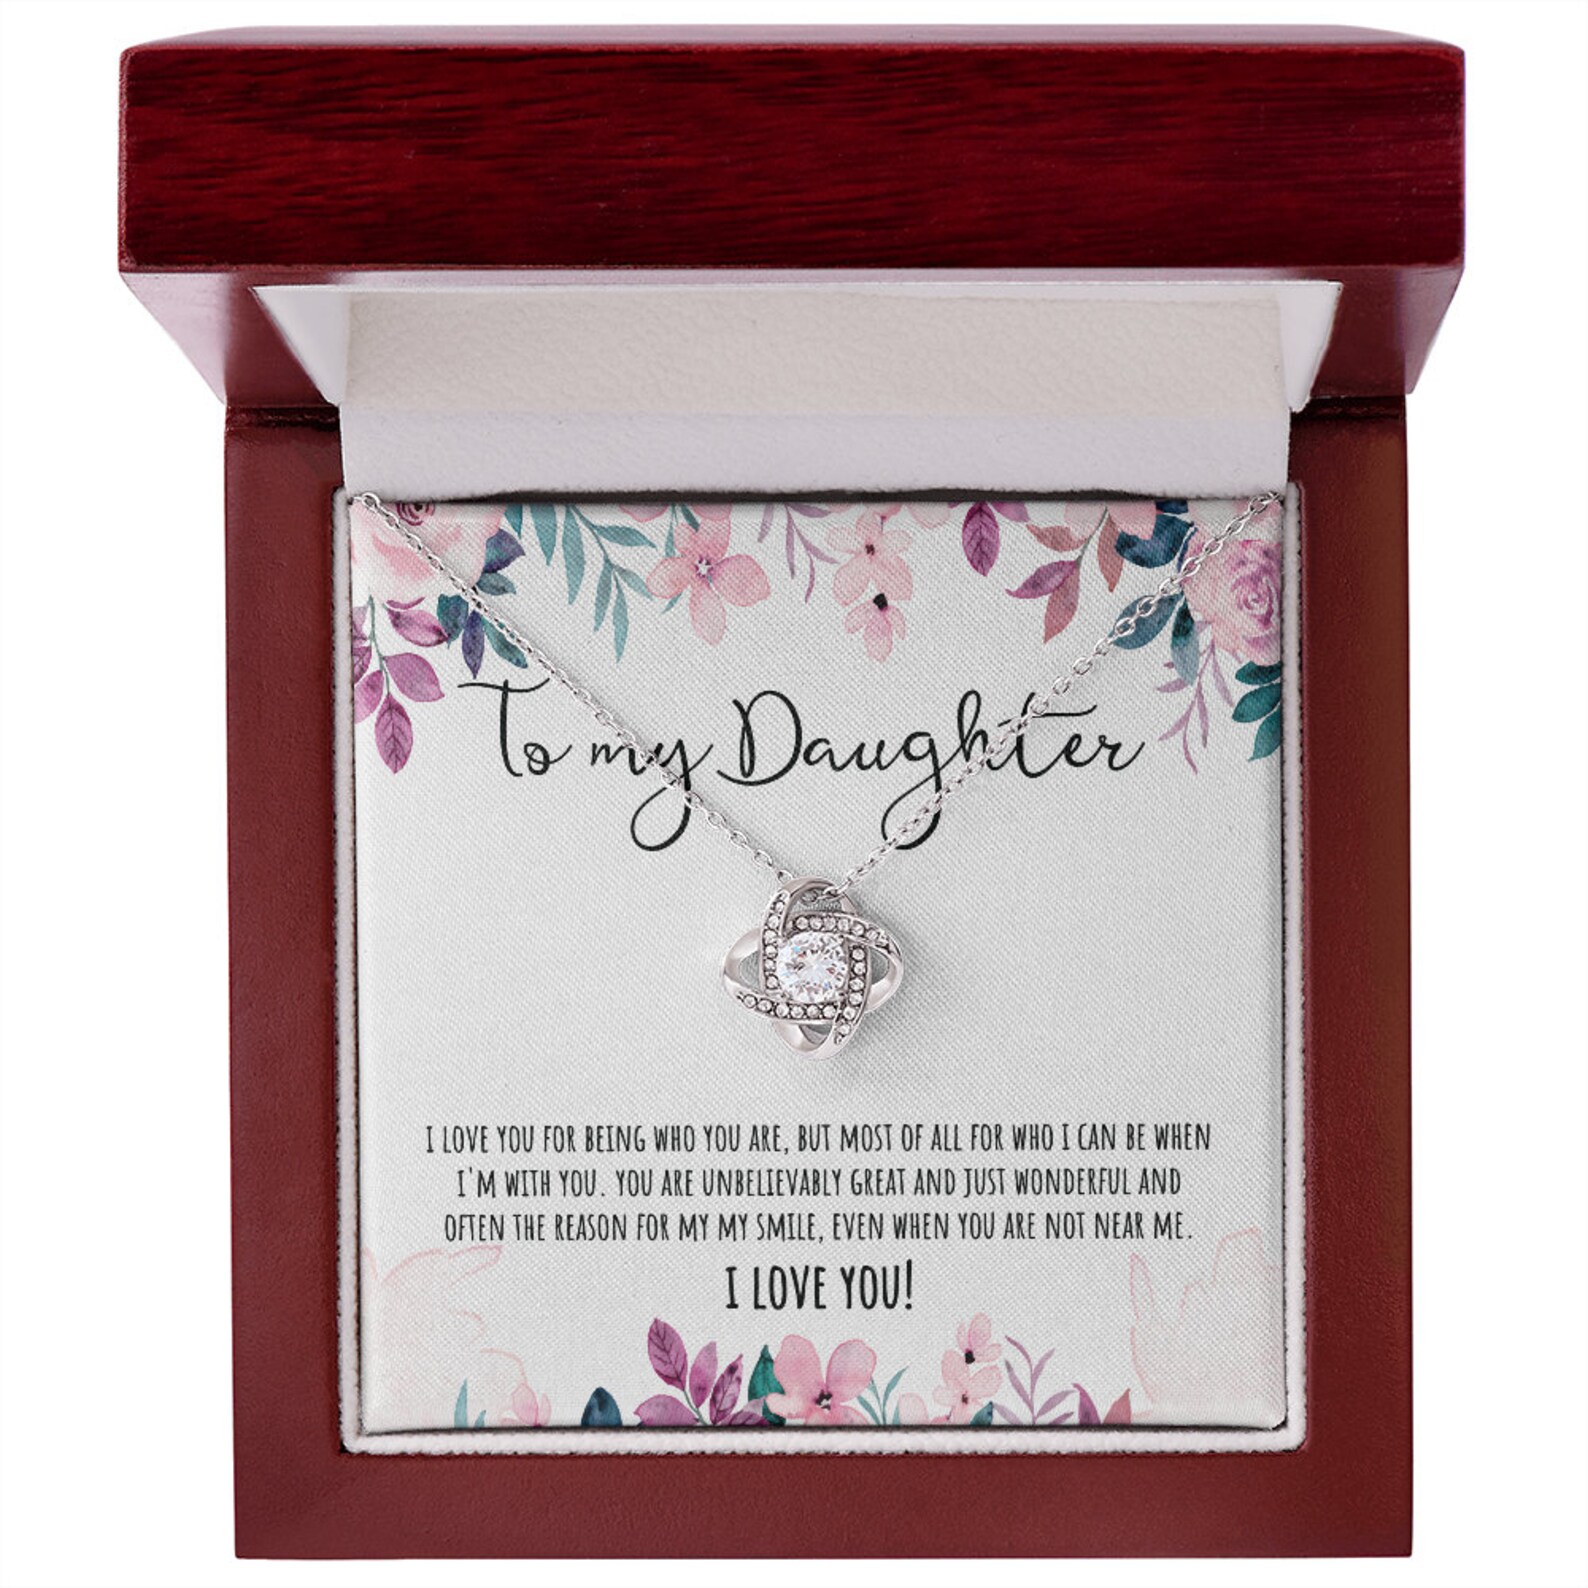 To my Daughter
I LOVE YOU FOR BEING WHO YOU ARE, BUT MOST OF ALL FOR WHO I CAN BE WHEN
I'M WITH YOU. YOU ARE UNBELIEVABLY GREAT AND JUST WONDERFUL AND
OFTEN THE REASON FOR MY MY SMILE, EVEN WHEN YOU ARE NOT NEAR ME.
I LOVE YOU!